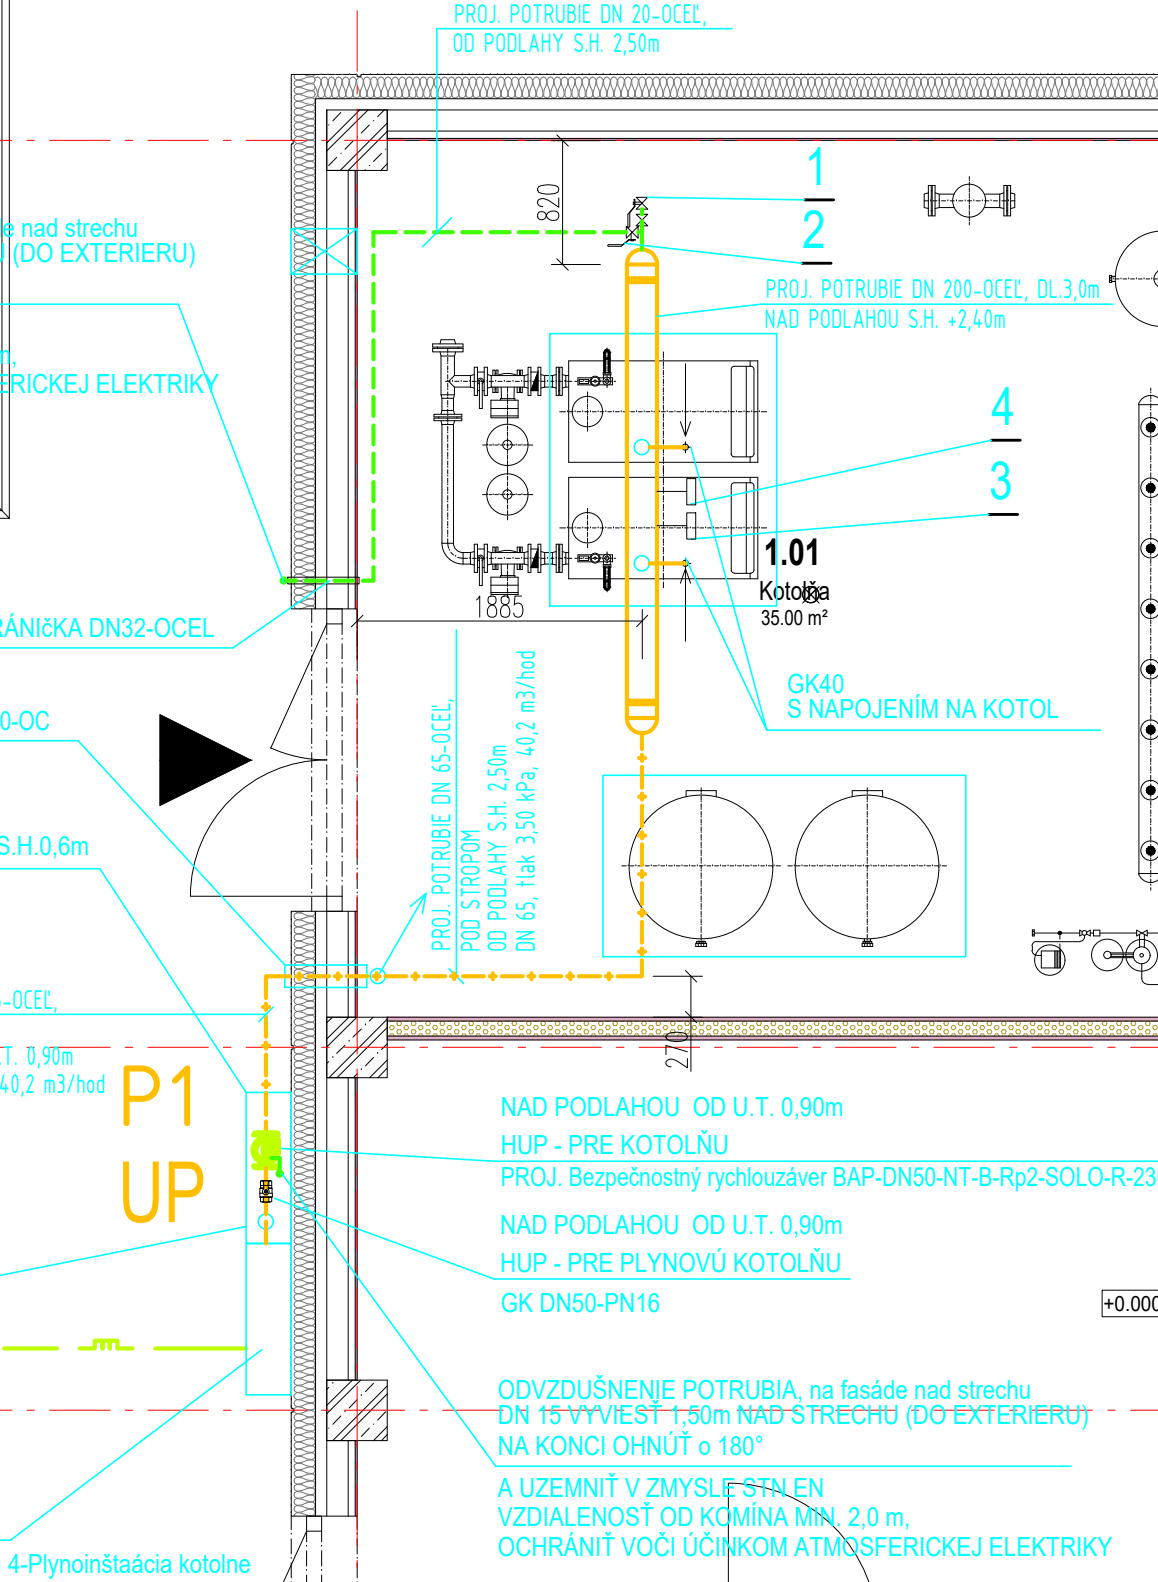 PROJ. POTRUBIE DN 20-OCEĽ,
OD PODLAHY S.H. 2,50m
820
1
2
nad strechu
(DO EXTERIERU)
PROJ. POTRUBIE DN 200-OCEĽ, DL.3,0m
NAD PODLAHOU S.H. +2,40m
ERICKEJ ELEKTRIKY
4
3
1.01
Kotolňa
35.00 m²
1885
RÁNIčKA DN32-OCEL
GK40
S NAPOJENÍM NA KOTOL
0-OC
PROJ. POTRUBIE DN 65-OCEĽ,
POD STROPOM
OD PODLAHY S.H. 2,50m
DN 65, tlak 3,50 kPa, 40,2 m3/hod
S.H.0,6m
-OCEĽ,
.T. 0,90m
40,2 m3/hod
270
P1
UP
NAD PODLAHOU OD U.T. 0,90m
HUP - PRE KOTOLŇU
PROJ. Bezpečnostný rychlouzáver BAP-DN50-NT-B-Rp2-SOLO-R-23
NAD PODLAHOU OD U.T. 0,90m
HUP - PRE PLYNOVÚ KOTOLŇU
GK DN50-PN16
+0.000
ODVZDUŠNENIE POTRUBIA, na fasáde nad strechu
DN 15 VYVIESŤ 1,50m NAD STRECHU (DO EXTERIERU)
NA KONCI OHNÚŤ o 180°
A UZEMNIŤ V ZMYSLE STN EN
VZDIALENOSŤ OD KOMÍNA MIN. 2,0 m,
OCHRÁNIŤ VOČI ÚČINKOM ATMOSFERICKEJ ELEKTRIKY
4-Plynoinštaácia kotolne